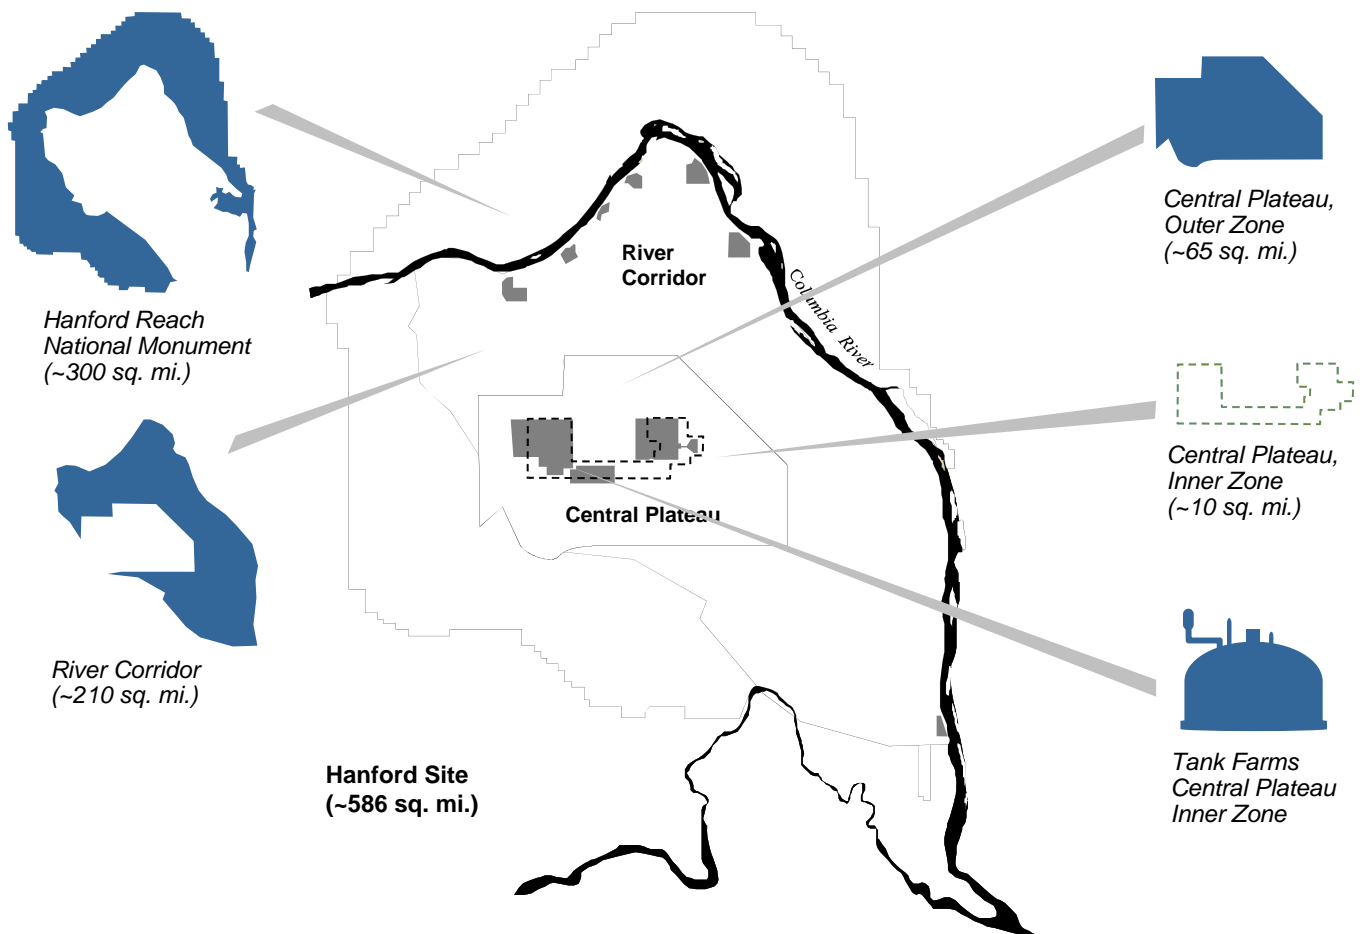 Hanford Reach
National Monument
(~300 sq. mi.)
River Corridor
(~210 sq. mi.)
River
Corridor
Columbia River
Central Plateau
Hanford Site
(~586 sq. mi.)
Central Plateau,
Outer Zone
(~65 sq. mi.)
Central Plateau,
Inner Zone
(~10 sq. mi.)
Tank Farms
Central Plateau
Inner Zone